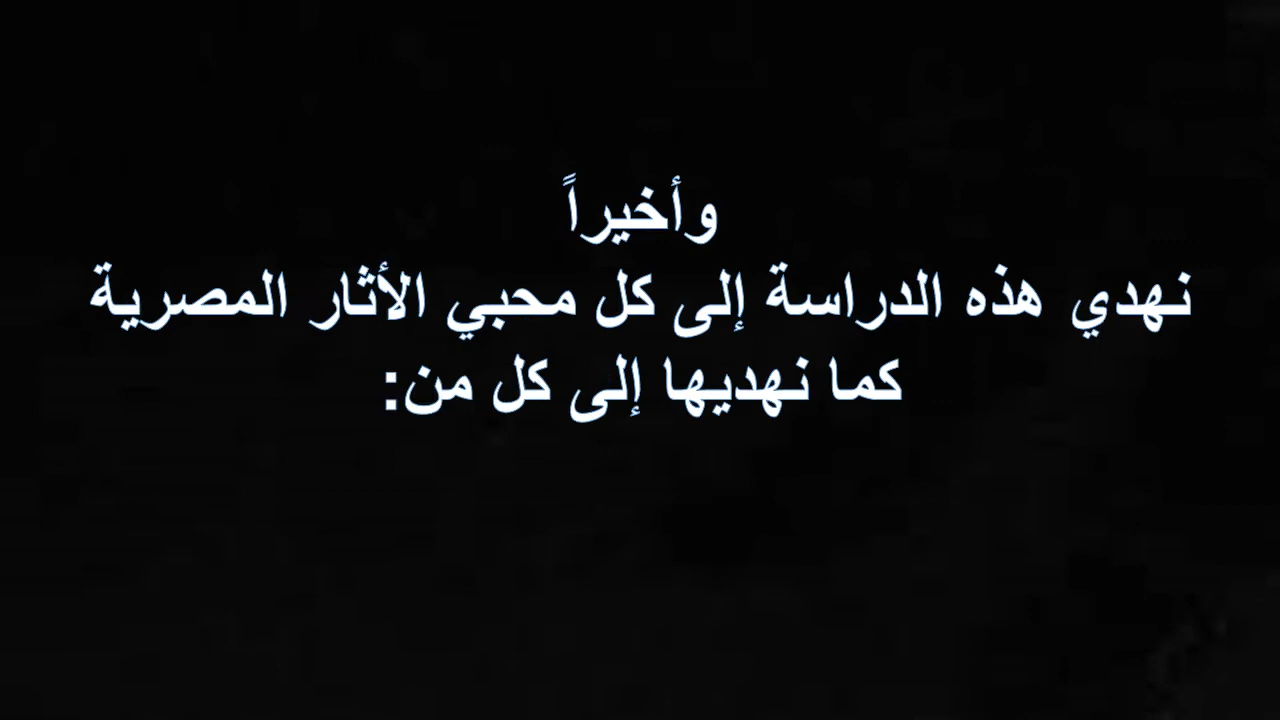 وأخيراً
نهدي هذه الدراسة إلى كل محبي الأثار المصرية
كما نهديها إلى كل من: